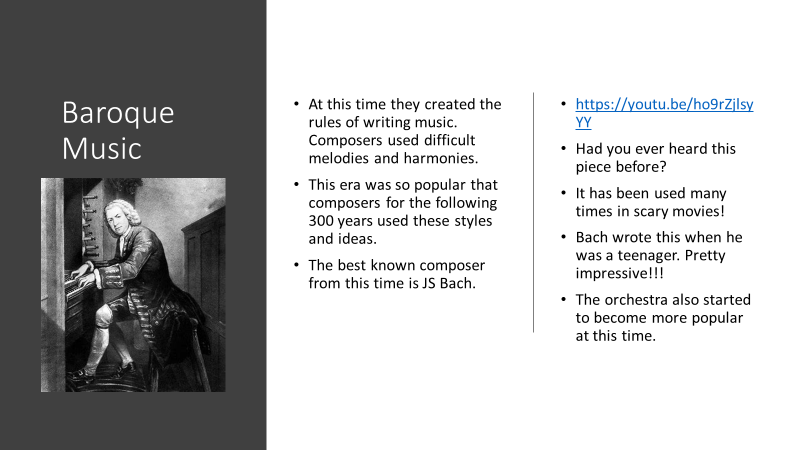 Baroque
Music
• At this time they created the
rules of writing music.
Composers used difficult
melodies and harmonies.
• This era was so popular that
composers for the following
300 years used these styles
and ideas.
• The best known composer
from this time is JS Bach.
• https://youtu.be/ho9rZjlsy
YY
• Had you ever heard this
piece before?
• It has been used many
times in scary movies!
• Bach wrote this when he
was a teenager. Pretty
impressive!!!
• The orchestra also started
to become more popular
at this time.